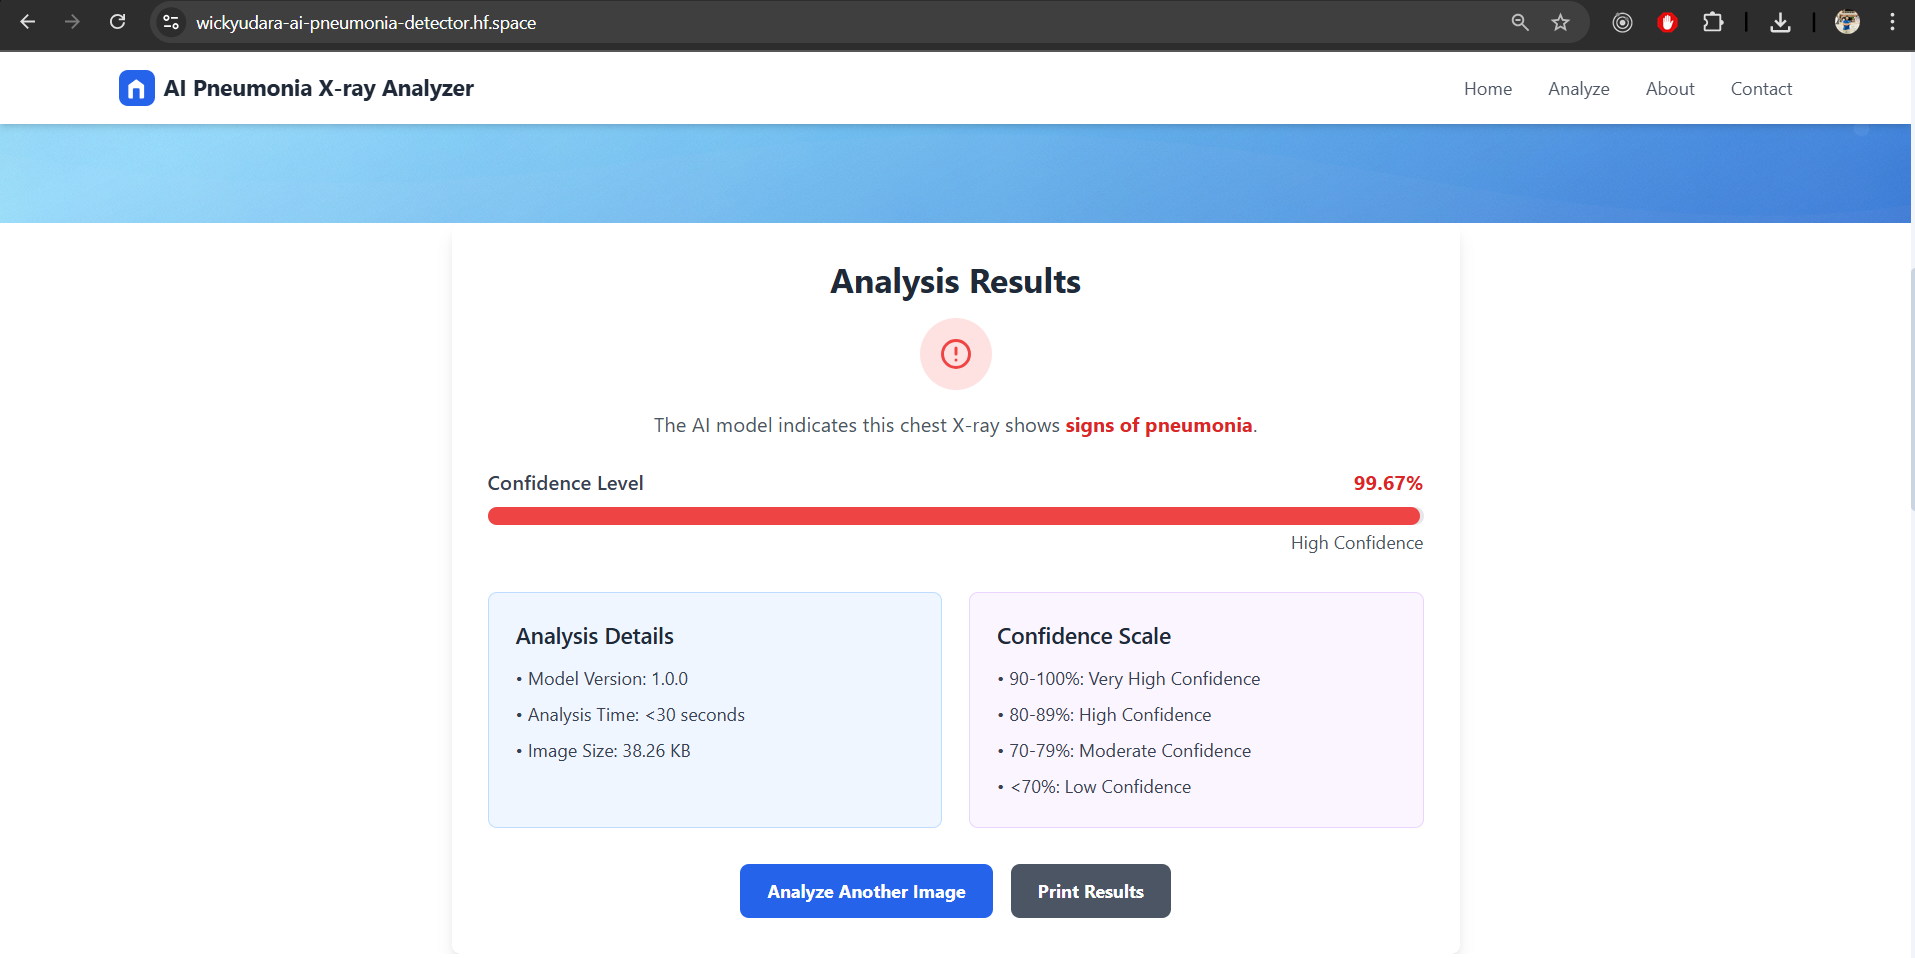 wickyudara-ai-pneumonia-detector.hf.space
AI Pneumonia X-ray Analyzer
Home Analyze About Contact
Analysis Results
The AI model indicates this chest X-ray shows signs of pneumonia.
Confidence Level 99.67%
High Confidence
Analysis Details
• Model Version: 1.0.0
• Analysis Time: <30 seconds
• Image Size: 38.26 KB
Confidence Scale
• 90-100%: Very High Confidence
• 80-89%: High Confidence
• 70-79%: Moderate Confidence
• <70%: Low Confidence
Analyze Another Image Print Results